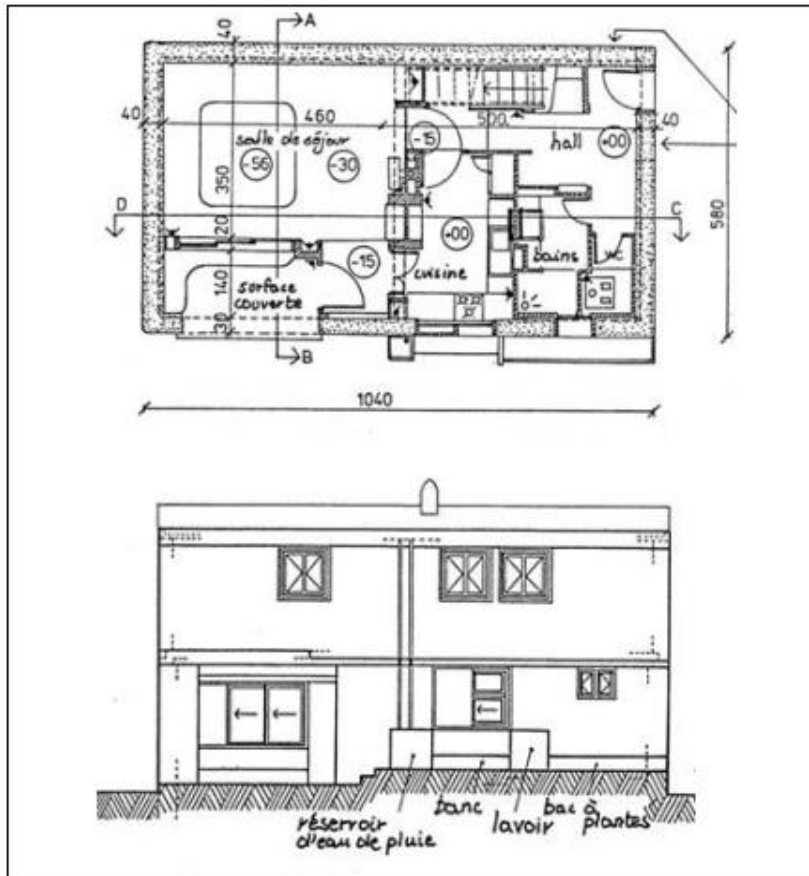 A
40
40
460
500
40
salle de séjour
-15
hall
+00
-56
-30
350
D
C
580
20
+00
-15
bains
wc
cuisine
140
surface
couverte
30
B
1040
réservoir
d'eau de pluie
banc
lavoir
bac à
plantes